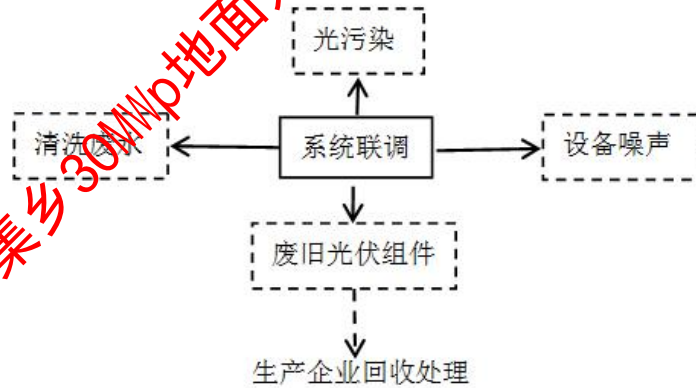 光污染
清洗废水
系统联调
设备噪声
废旧光伏组件
生产企业回收处理
集乡30MWp地面